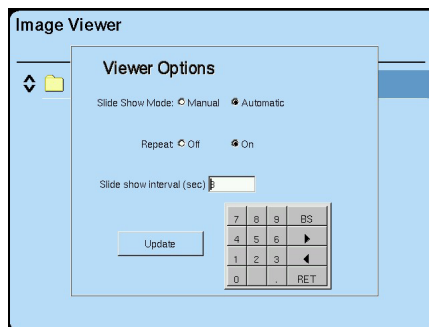 Image Viewer
Viewer Options
Slide Show Mode: Manual Automatic
Repeat: Off On
Slide show interval (sec)
7 8 9 BS
4 5 6
Update
1 2 3
0 . RET